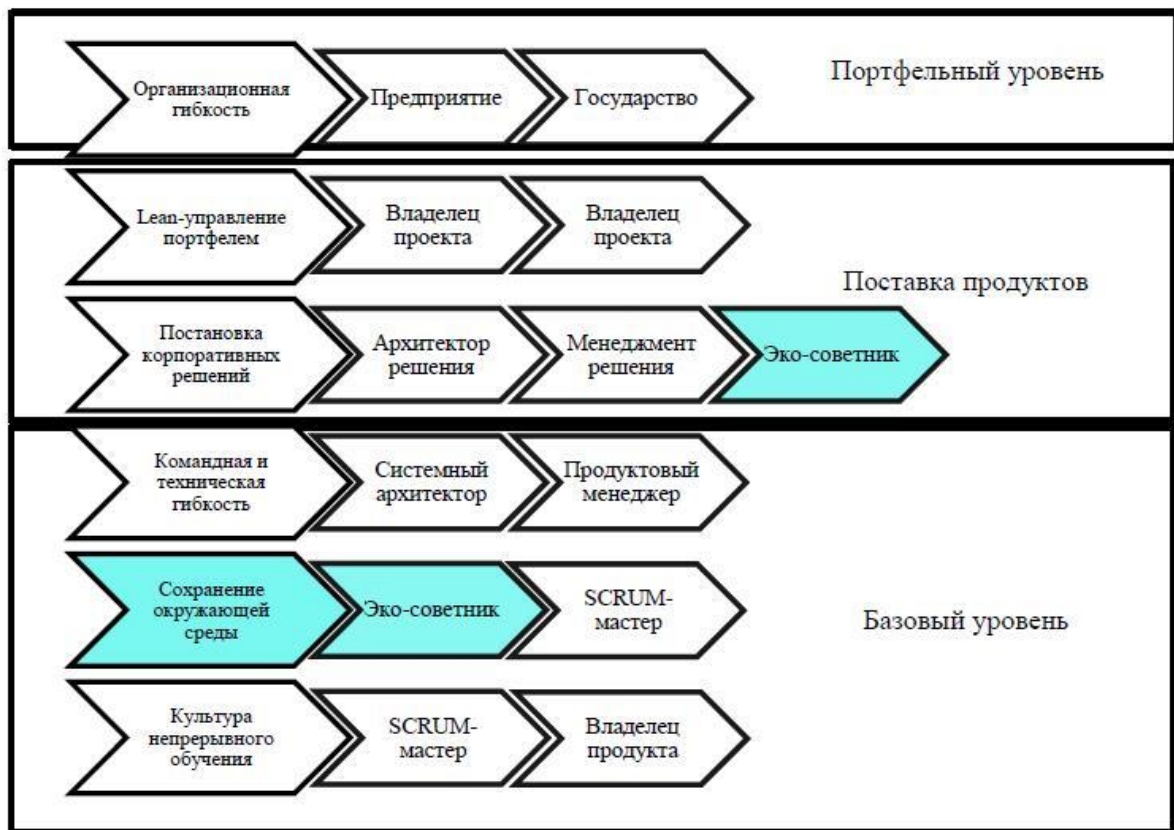 Организационная
гибкость
Предприятие
Государство
Портфельный уровень
Lean-управление
портфелем
Владелец
проекта
Владелец
проекта
Поставка продуктов
Постановка
корпоративных
решений
Архитектор
решения
Менеджмент
решения
Эко-советник
Командная и
техническая
гибкость
Системный
архитектор
Продуктовый
менеджер
Сохранение
окружающей
среды
Эко-советник
SCRUM-
мастер
Базовый уровень
Культура
непрерывного
обучения
SCRUM-
мастер
Владелец
продукта